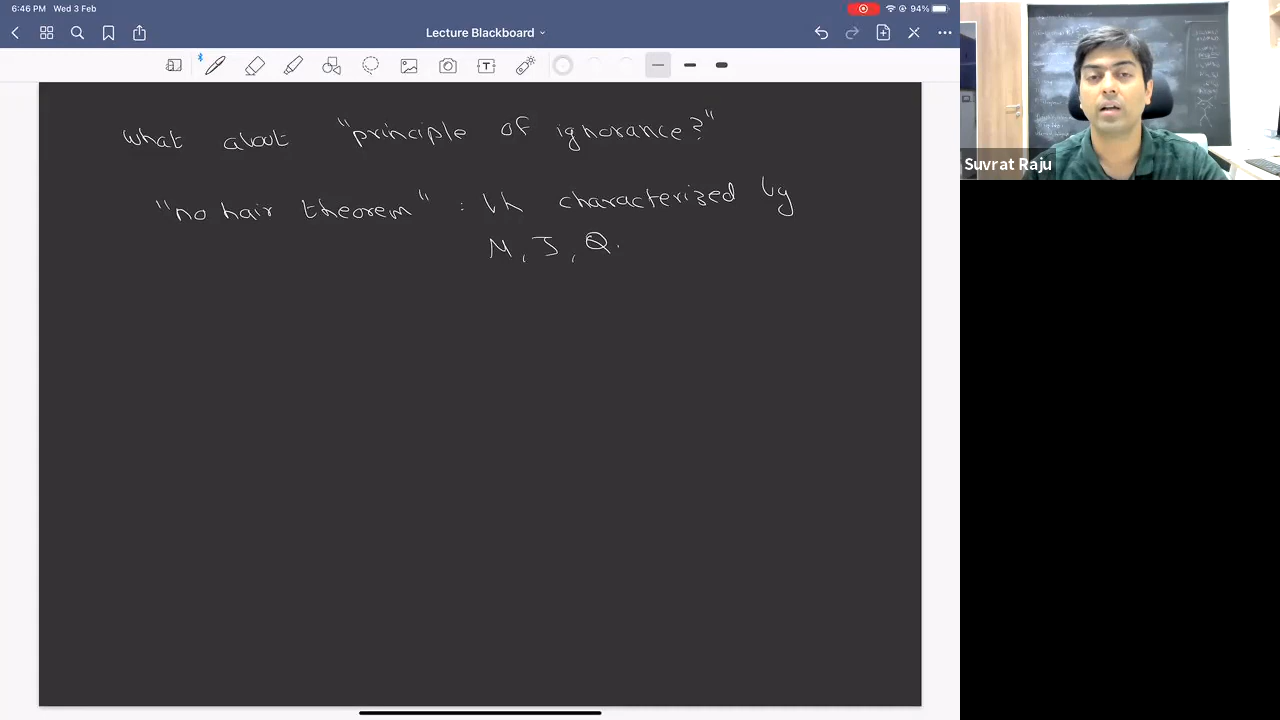 6:46 PM Wed 3 Feb
94%
Lecture Blackboard
What about "principle of ignorance?"
"no hair theorem" : bh characterized by
M, J, Q.
Suvrat Raju